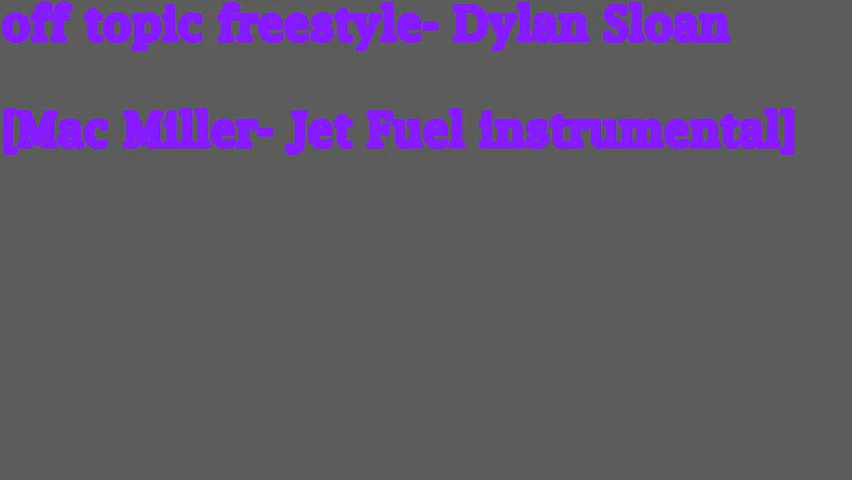 off topic freestyle- Dylan Sloan
[Mac Miller- Jet Fuel instrumental]